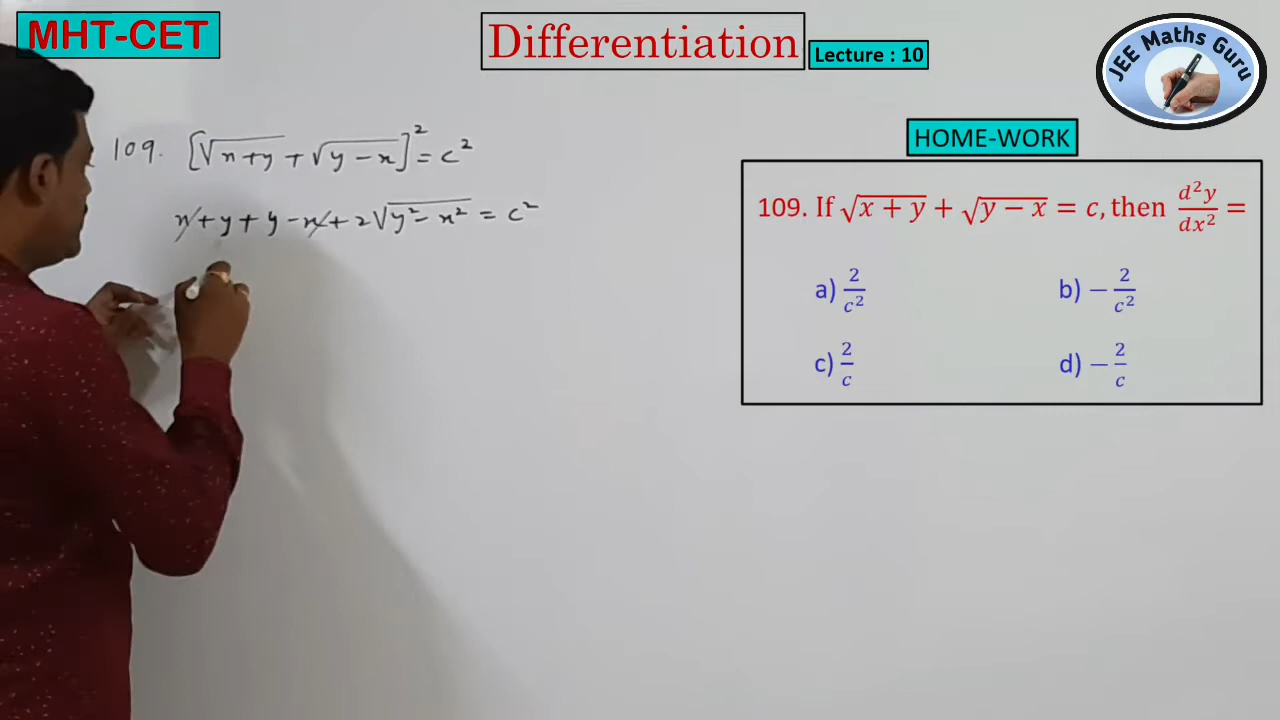 MHT-CET
Differentiation
Lecture : 10
JEE Maths Guru
109. [√(x+y) + √(y-x)]² = c²
x + y + y - x + 2√(y² - x²) = c²
HOME-WORK
109. If √(x + y) + √(y − x) = c, then d²y/dx² =
a) 2/c² b) − 2/c²
c) 2/c d) − 2/c